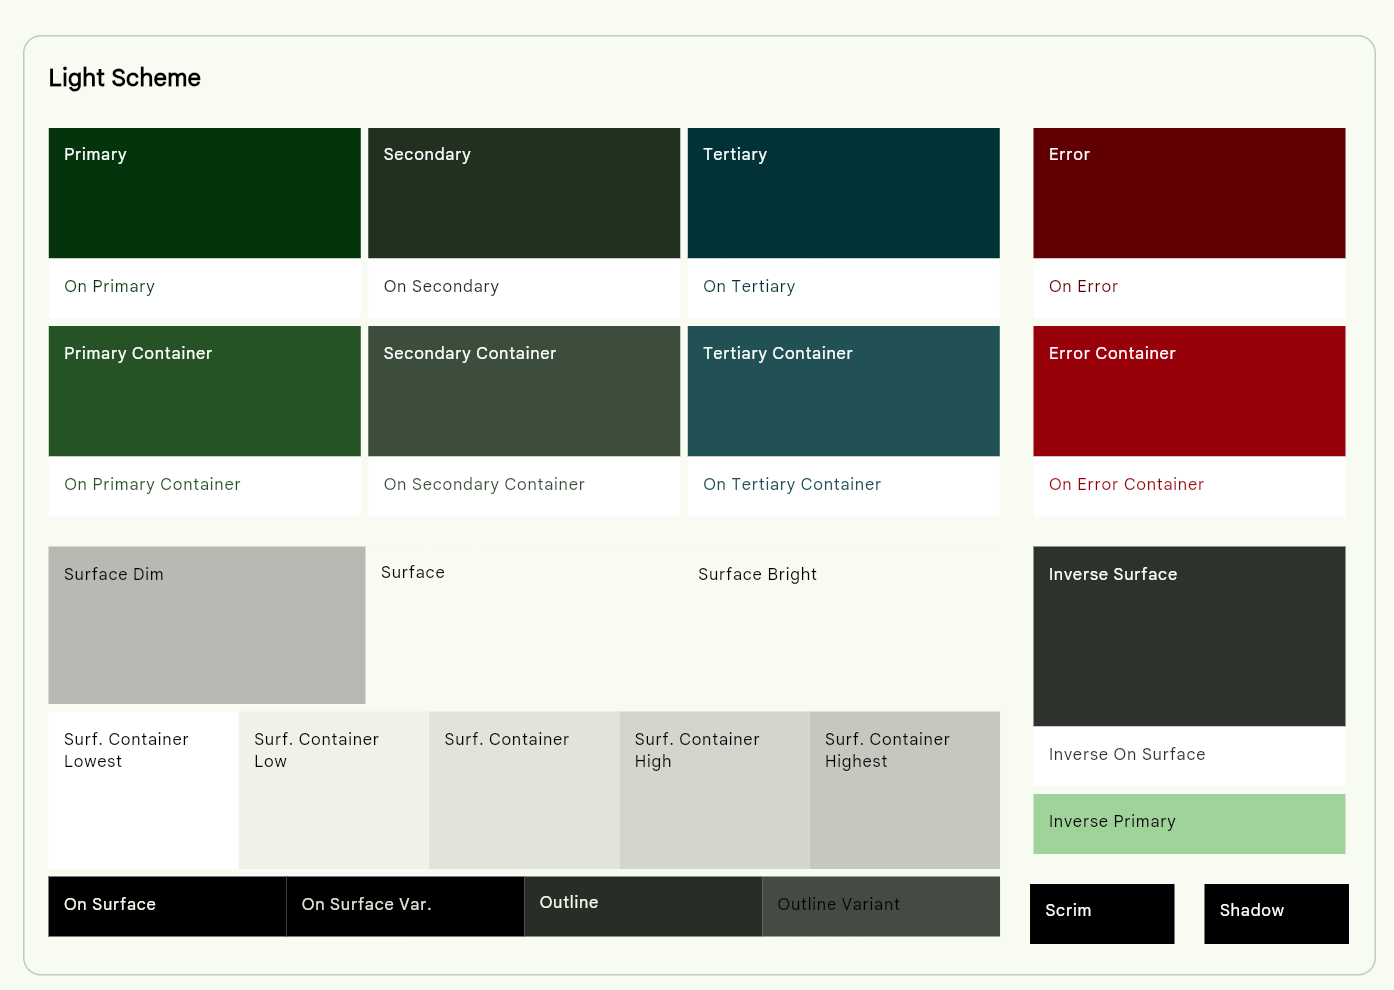 Light Scheme
Primary
Secondary
Tertiary
Error
On Primary
On Secondary
On Tertiary
On Error
Primary Container
Secondary Container
Tertiary Container
Error Container
On Primary Container
On Secondary Container
On Tertiary Container
On Error Container
Surface Dim
Surface
Surface Bright
Inverse Surface
Surf. Container
Lowest
Surf. Container
Low
Surf. Container
Surf. Container
High
Surf. Container
Highest
Inverse On Surface
Inverse Primary
On Surface
On Surface Var.
Outline
Outline Variant
Scrim
Shadow